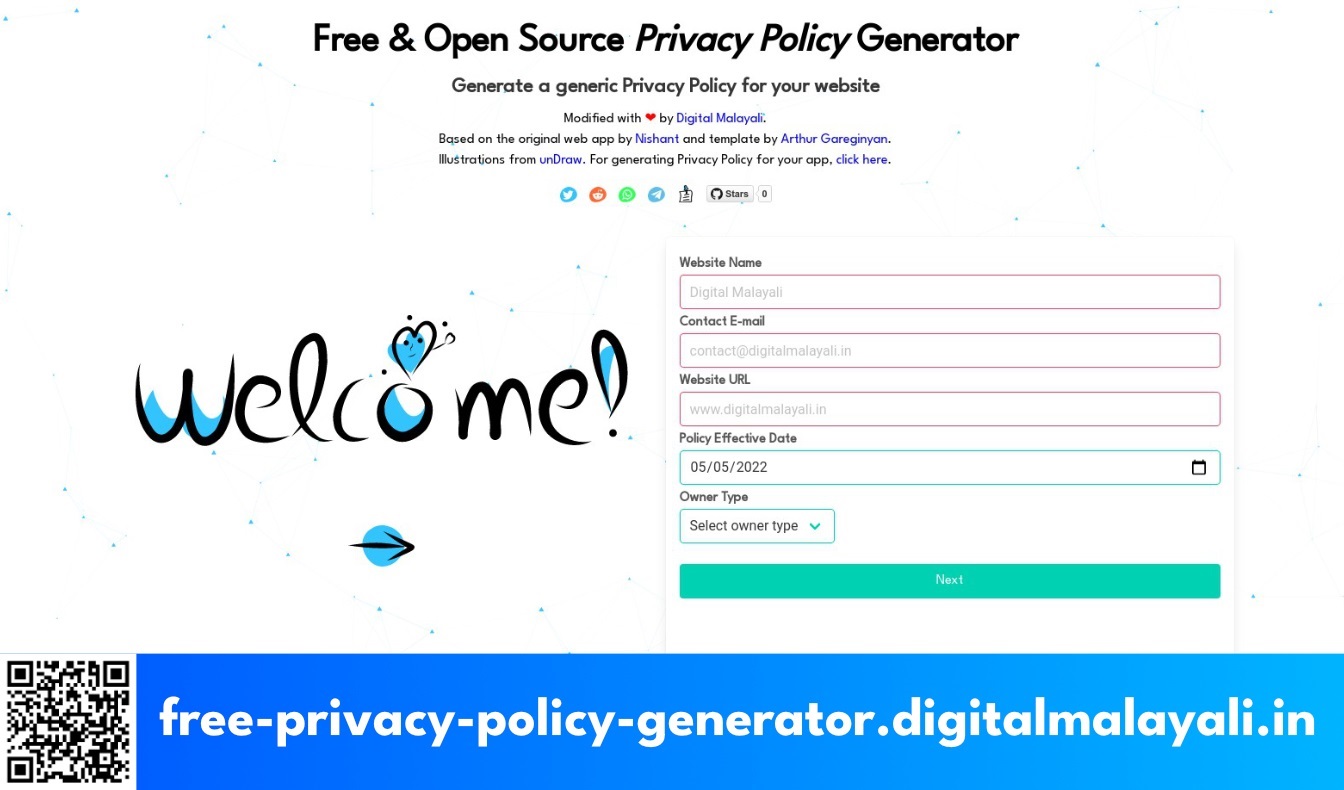 Free & Open Source Privacy Policy Generator
Generate a generic Privacy Policy for your website
Modified with ❤ by Digital Malayali.
Based on the original web app by Nishant and template by Arthur Gareginyan.
Illustrations from unDraw. For generating Privacy Policy for your app, click here.
Stars 0
welcome!
Website Name
Digital Malayali
Contact E-mail
contact@digitalmalayali.in
Website URL
www.digitalmalayali.in
Policy Effective Date
05/05/2022
Owner Type
Select owner type
Next
free-privacy-policy-generator.digitalmalayali.in